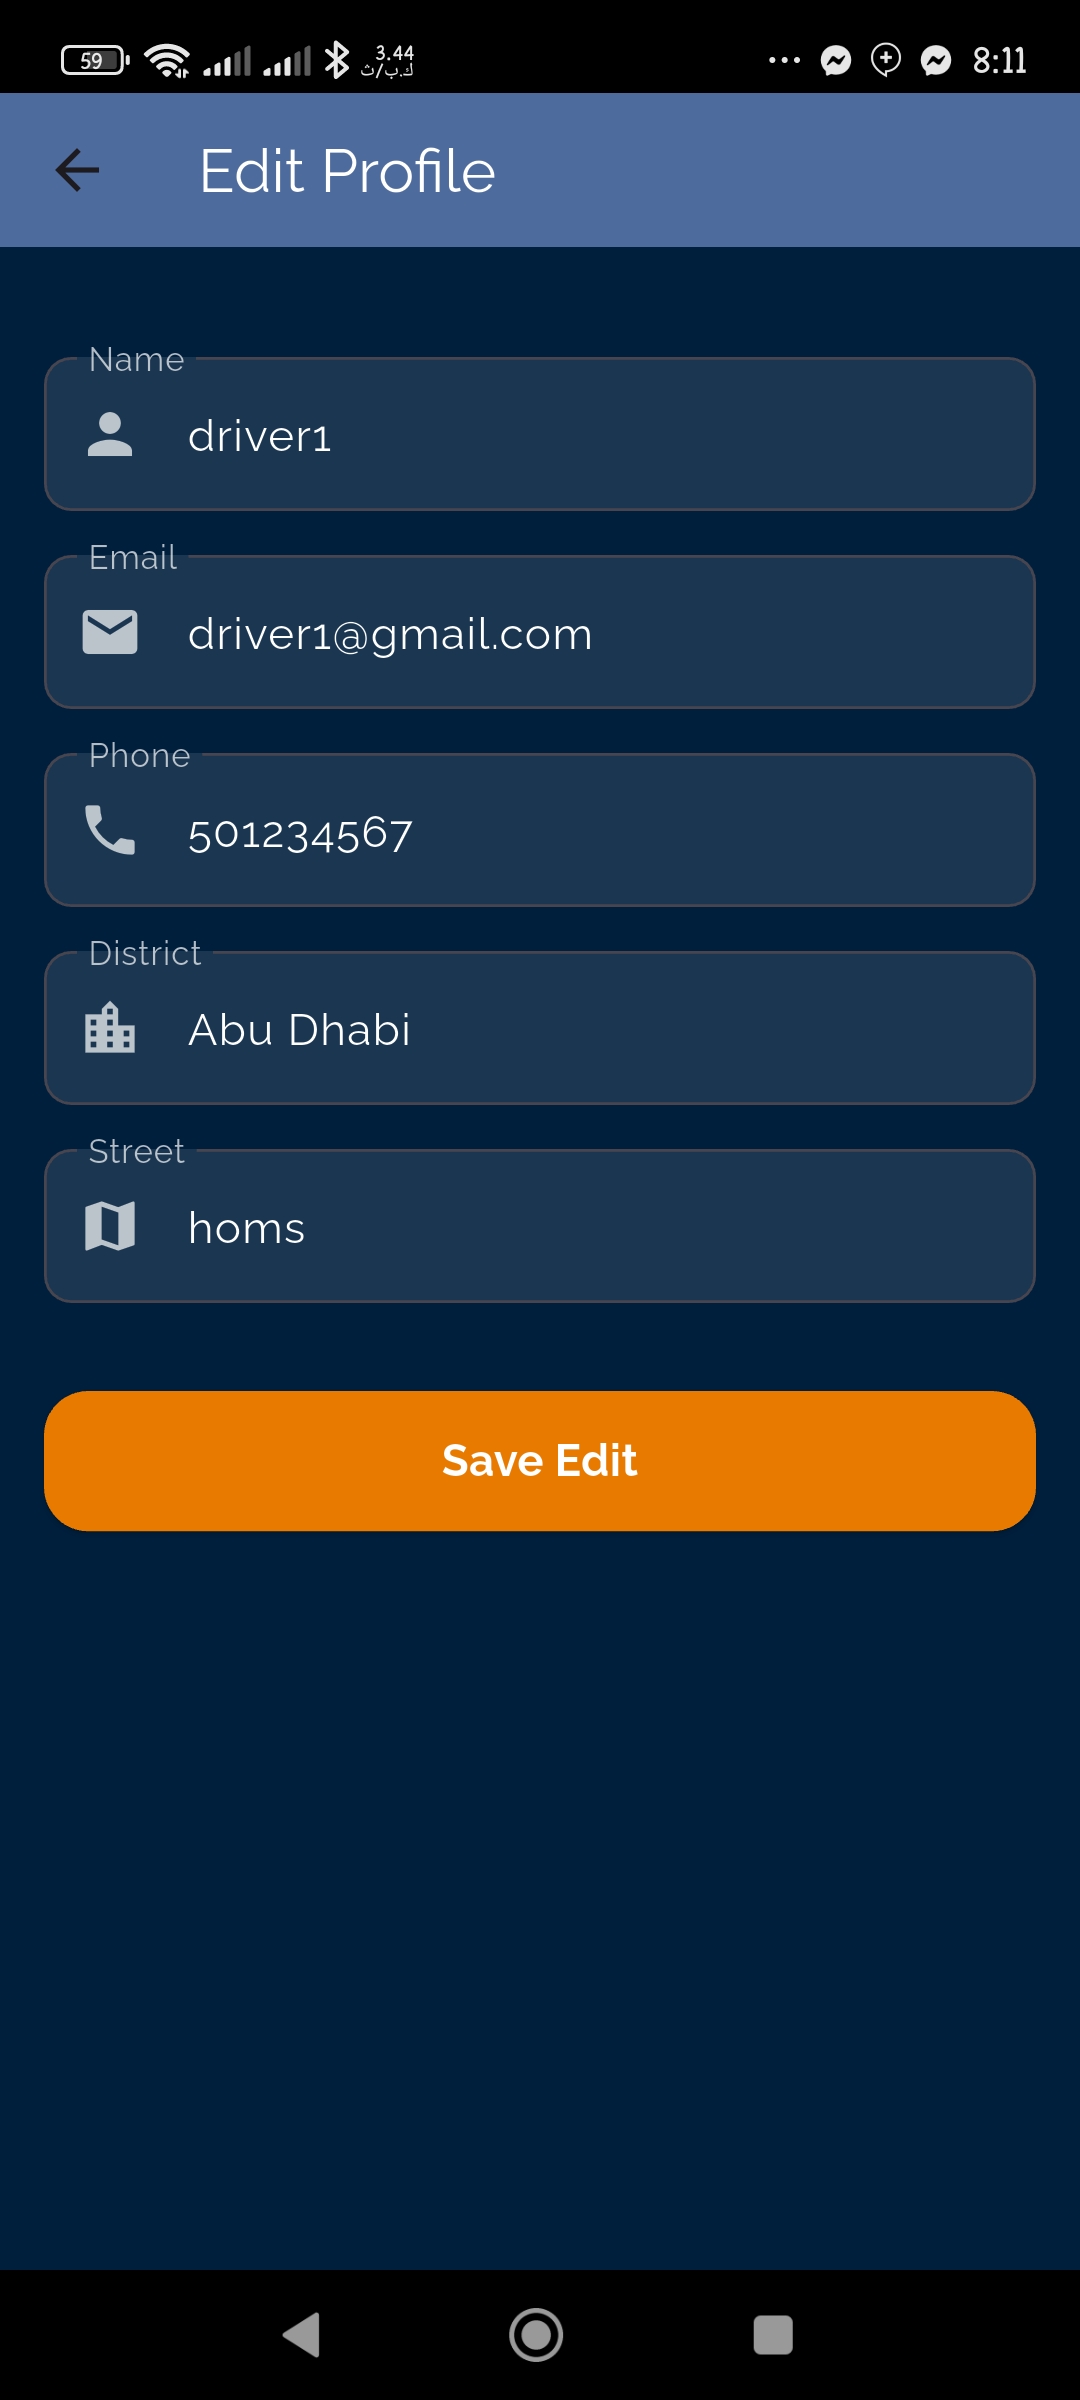 59
3.44
ك.ب/ث
8:11
Edit Profile
Name
driver1
Email
driver1@gmail.com
Phone
501234567
District
Abu Dhabi
Street
homs
Save Edit